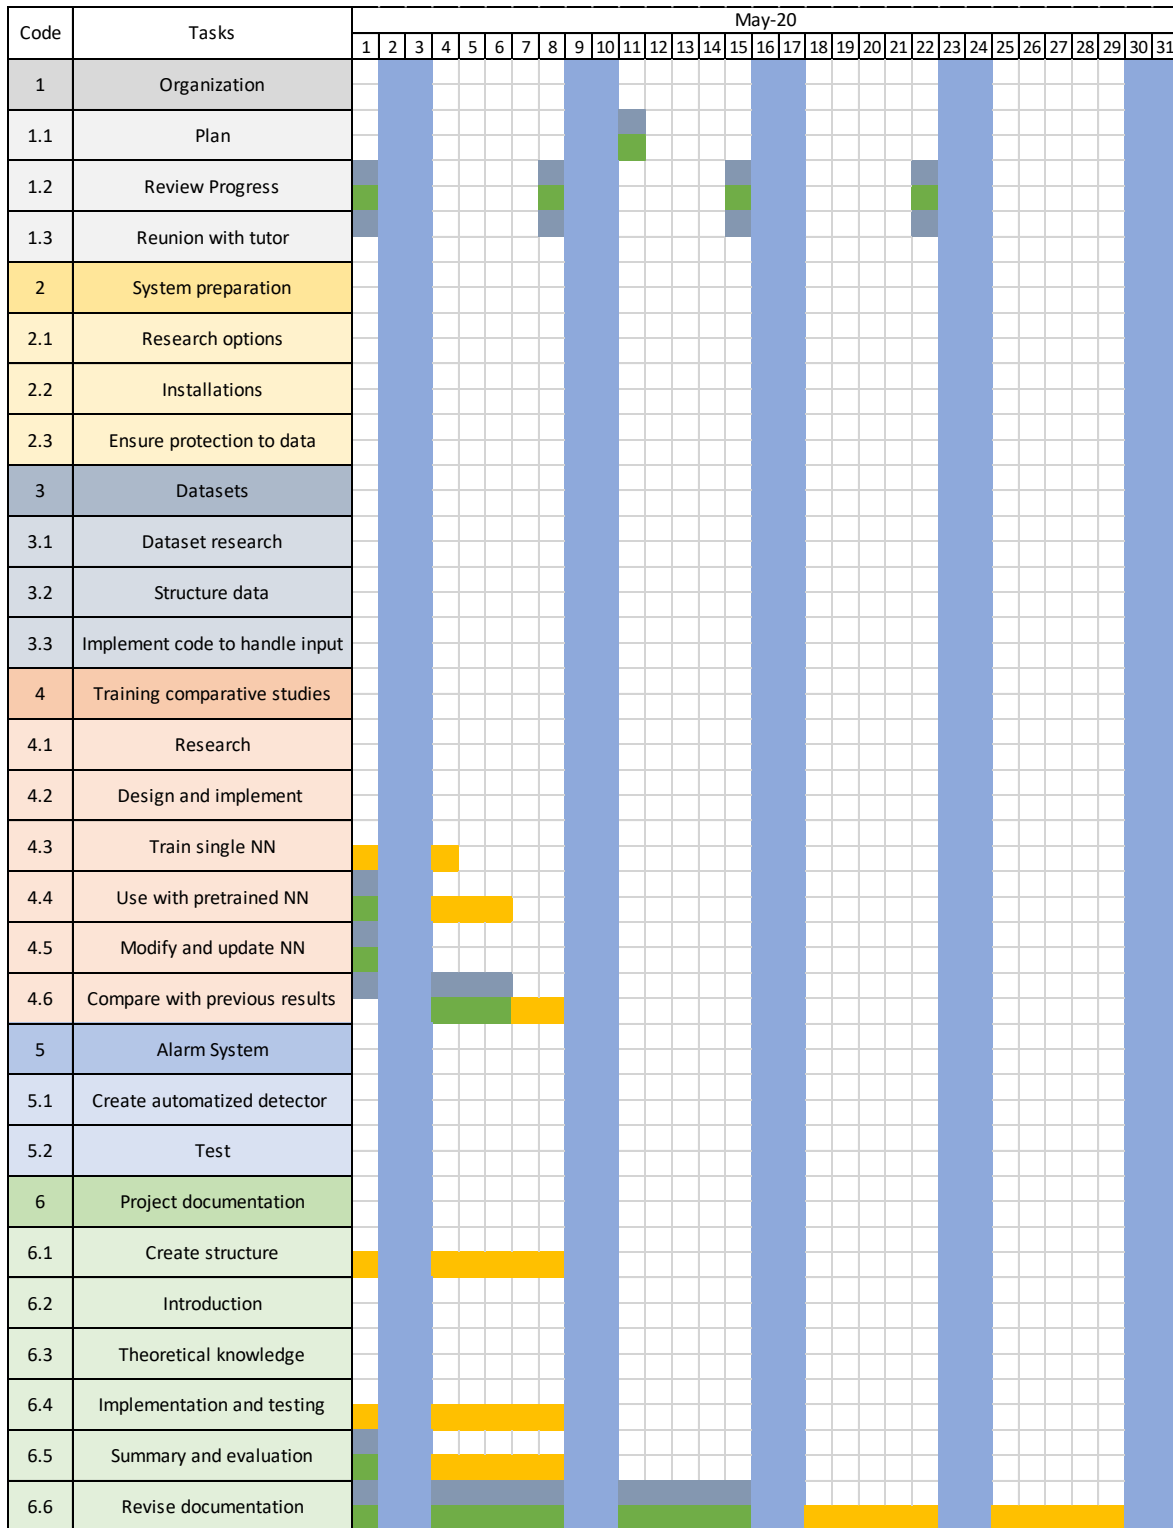 Code Tasks May-20
1 2 3 4 5 6 7 8 9 10 11 12 13 14 15 16 17 18 19 20 21 22 23 24 25 26 27 28 29 30 31
1 Organization
1.1 Plan
1.2 Review Progress
1.3 Reunion with tutor
2 System preparation
2.1 Research options
2.2 Installations
2.3 Ensure protection to data
3 Datasets
3.1 Dataset research
3.2 Structure data
3.3 Implement code to handle input
4 Training comparative studies
4.1 Research
4.2 Design and implement
4.3 Train single NN
4.4 Use with pretrained NN
4.5 Modify and update NN
4.6 Compare with previous results
5 Alarm System
5.1 Create automatized detector
5.2 Test
6 Project documentation
6.1 Create structure
6.2 Introduction
6.3 Theoretical knowledge
6.4 Implementation and testing
6.5 Summary and evaluation
6.6 Revise documentation